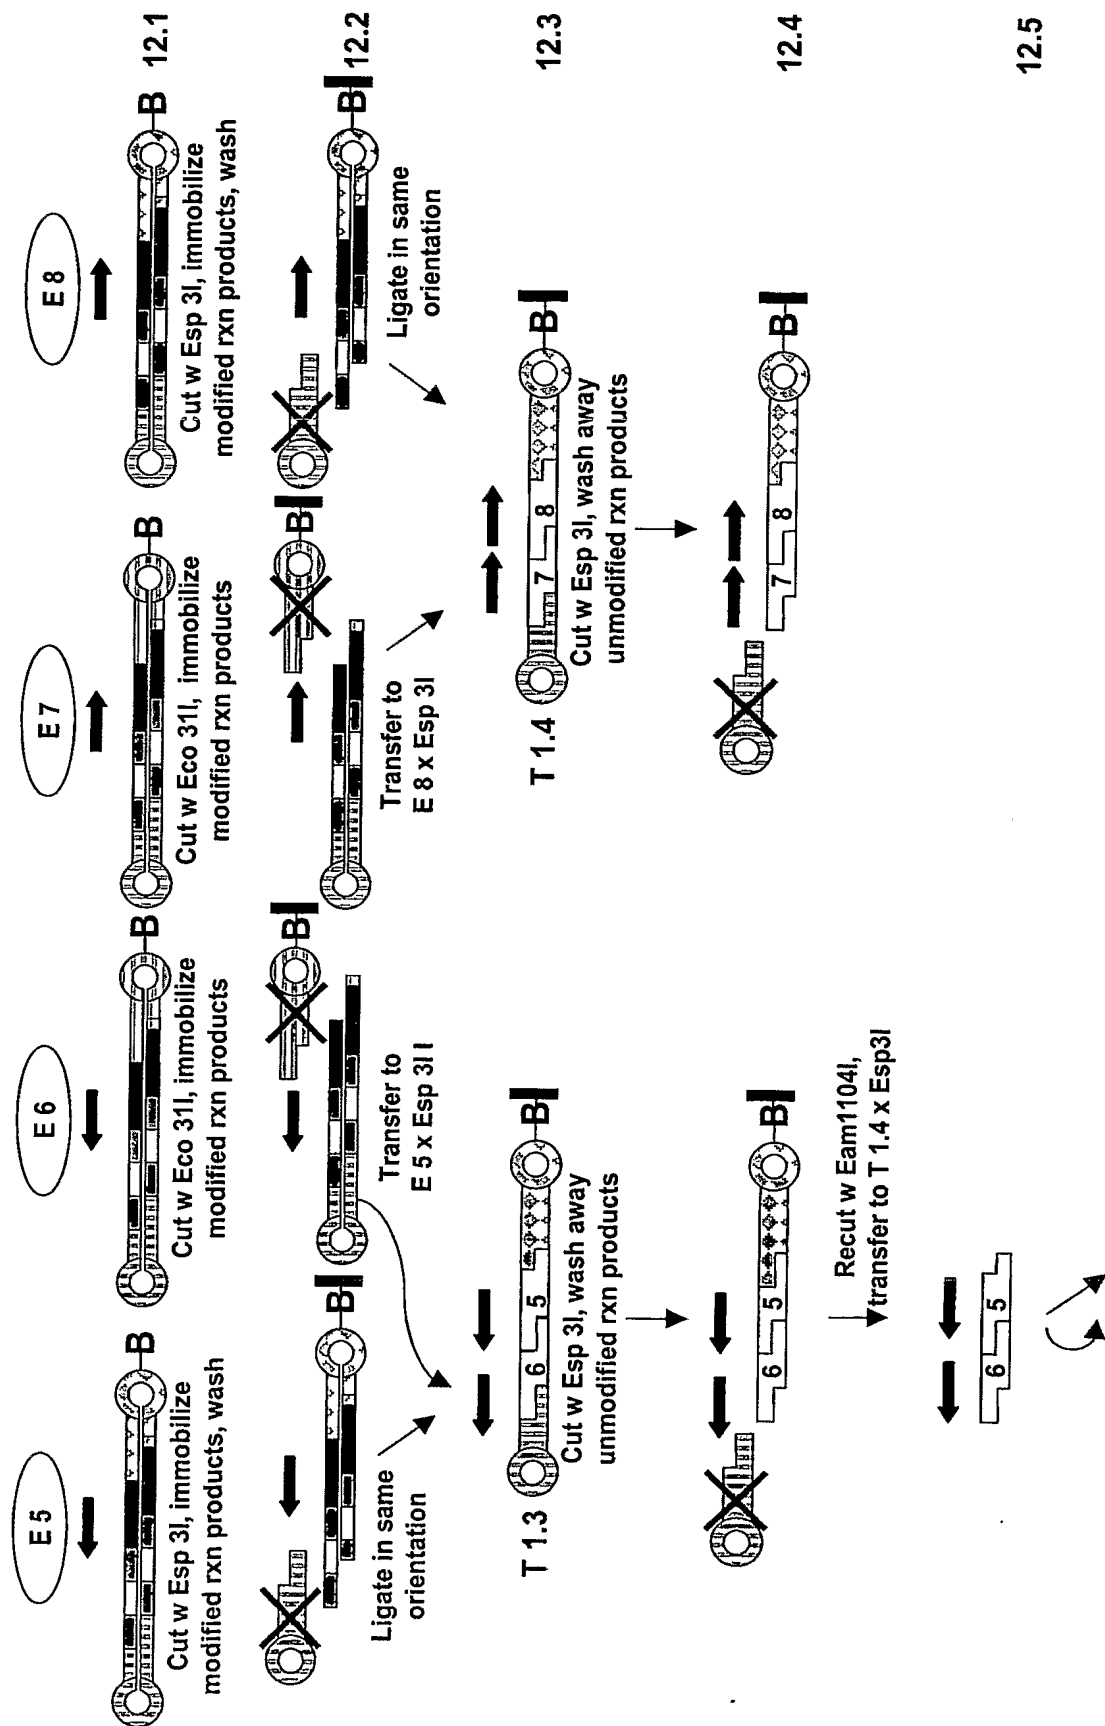 E 5
E 6
E 7
E 8
B
B
B
B
12.1
Cut w Esp 3I, immobilize
modified rxn products, wash
Cut w Eco 31I, immobilize
modified rxn products
Cut w Eco 31I, immobilize
modified rxn products
Cut w Esp 3I, immobilize
modified rxn products, wash
B
B
B
B
12.2
Ligate in same
orientation
Transfer to
E 5 x Esp 3I I
Transfer to
E 8 x Esp 3I
Ligate in same
orientation
T 1.3
6
5
B
T 1.4
7
8
B
12.3
Cut w Esp 3I, wash away
unmodified rxn products
Cut w Esp 3I, wash away
unmodified rxn products
6
5
B
7
8
B
12.4
Recut w Eam1104I,
transfer to T 1.4 x Esp3I
6
5
12.5